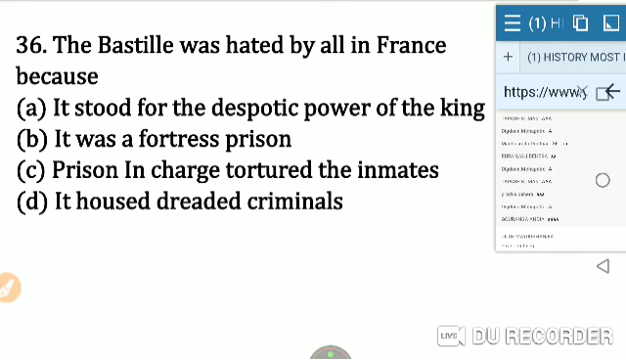 36. The Bastille was hated by all in France
because
(a) It stood for the despotic power of the king
(b) It was a fortress prison
(c) Prison In charge tortured the inmates
(d) It housed dreaded criminals
(1) HI
+ (1) HISTORY MOST I
https://www.y
LIVE DU RECORDER